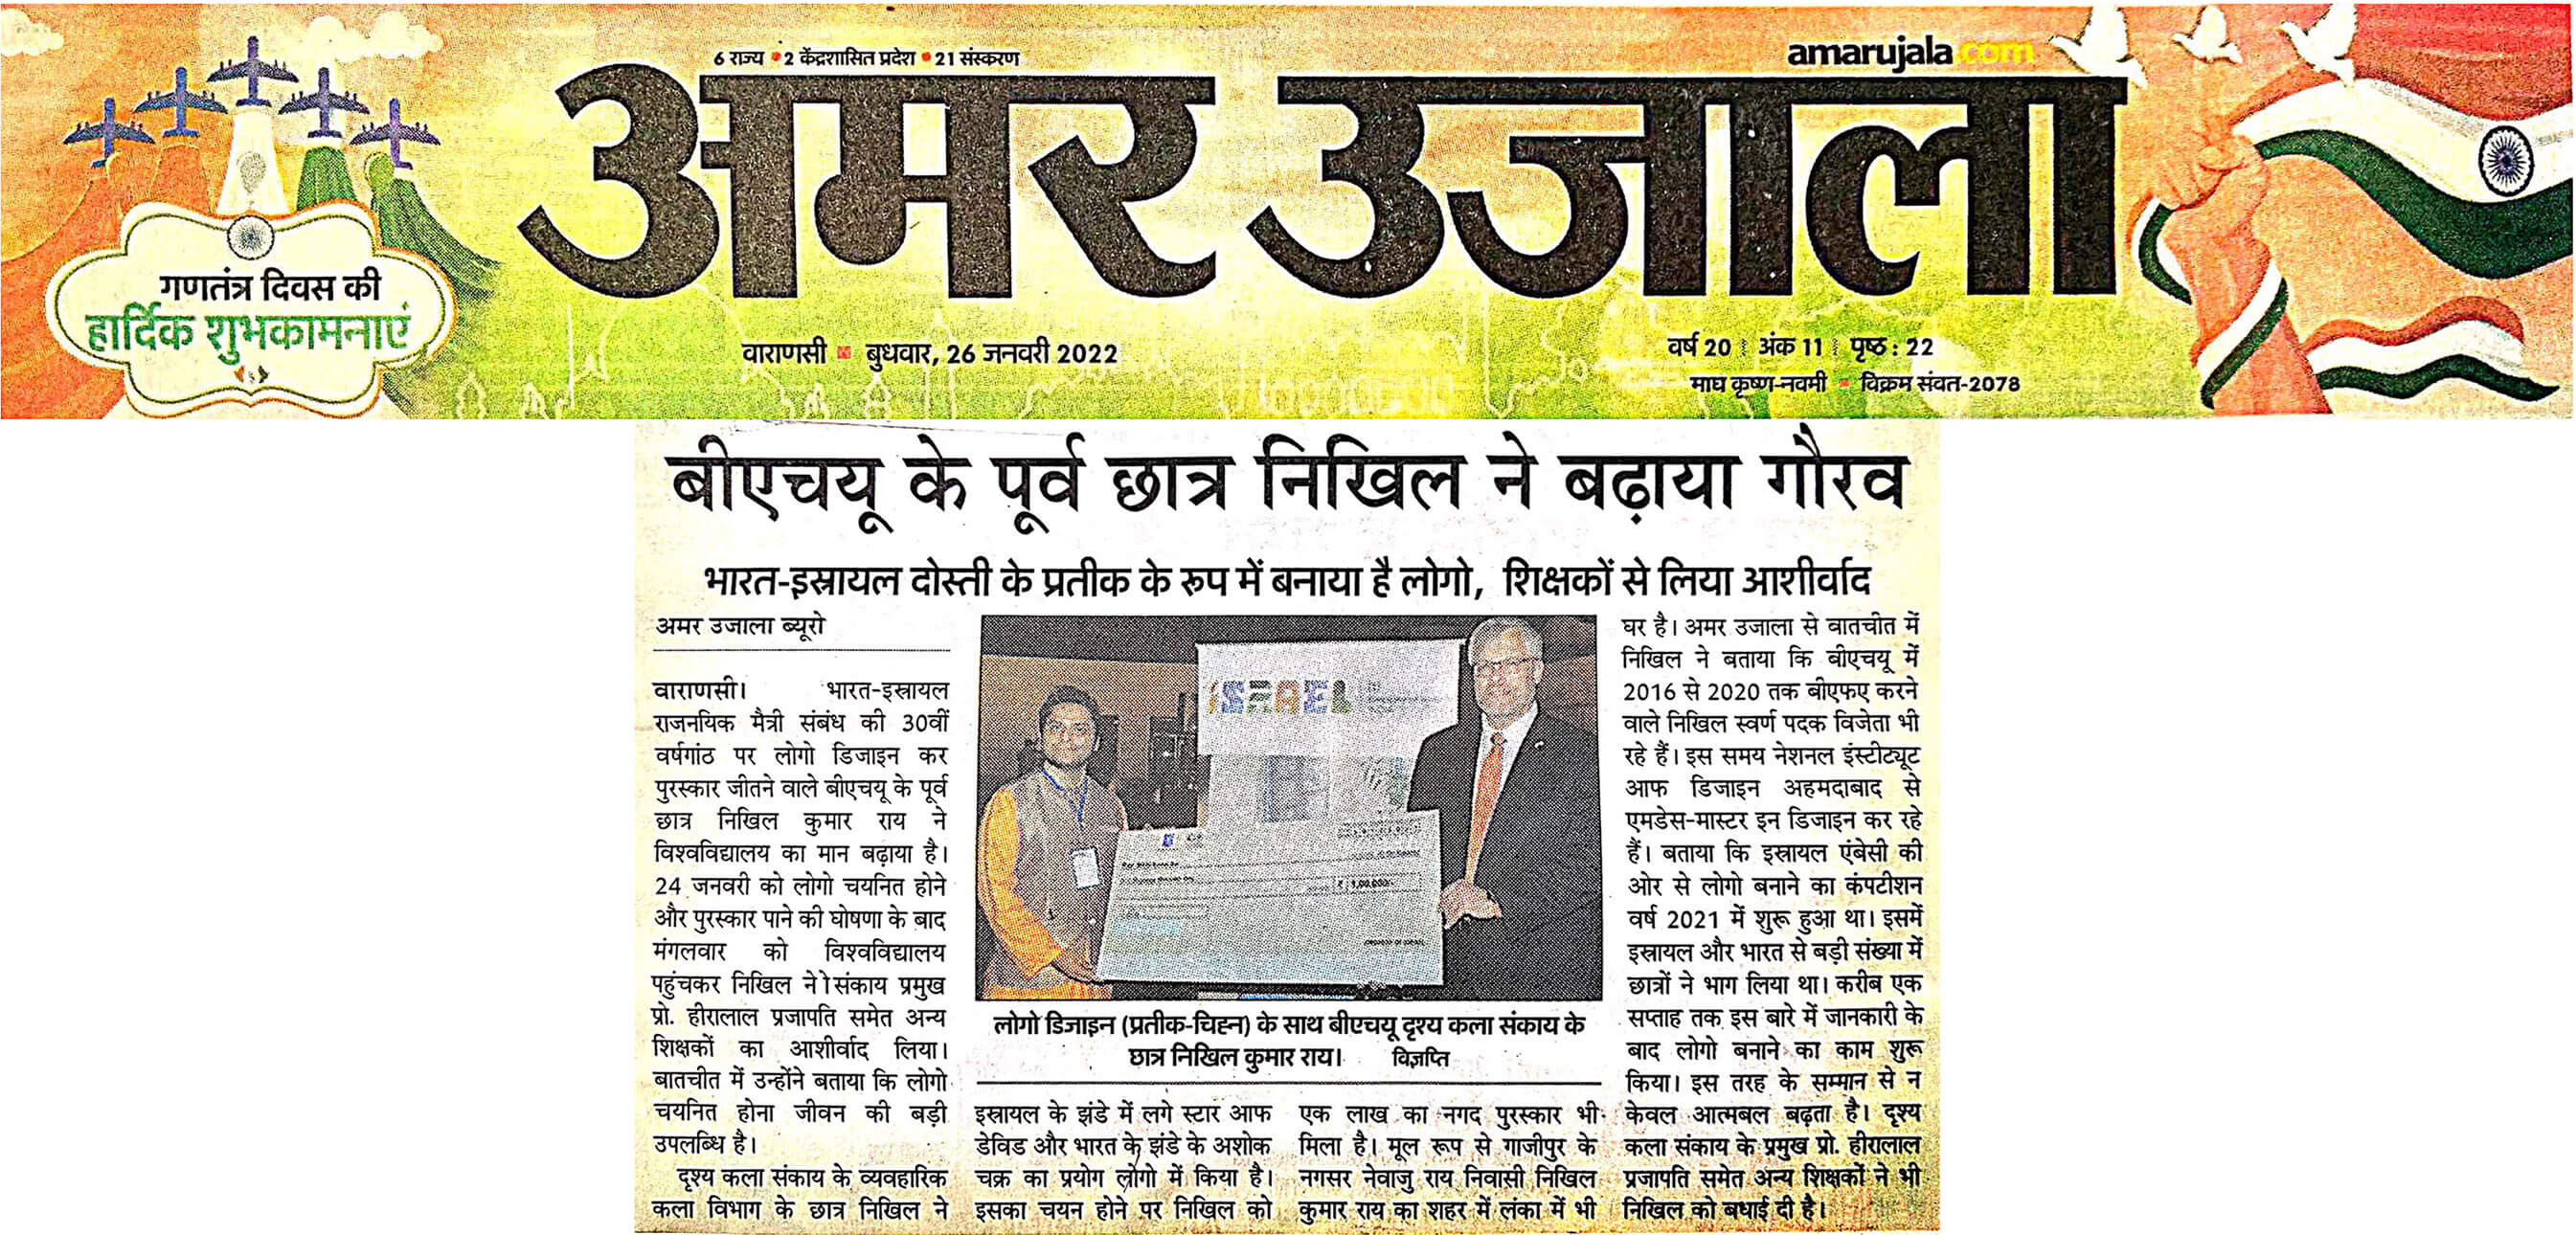 6 राज्य • 2 केंद्रशासित प्रदेश • 21 संस्करण
amarujala.com
अमर उजाला
गणतंत्र दिवस की
हार्दिक शुभकामनाएं
वाराणसी ▪ बुधवार, 26 जनवरी 2022
वर्ष 20 | अंक 11 | पृष्ठ : 22
माघ कृष्ण-नवमी ▪ विक्रम संवत-2078
बीएचयू के पूर्व छात्र निखिल ने बढ़ाया गौरव
भारत-इस्रायल दोस्ती के प्रतीक के रूप में बनाया है लोगो, शिक्षकों से लिया आशीर्वाद
अमर उजाला ब्यूरो
वाराणसी। भारत-इस्रायल
राजनयिक मैत्री संबंध की 30वीं
वर्षगांठ पर लोगो डिजाइन कर
पुरस्कार जीतने वाले बीएचयू के पूर्व
छात्र निखिल कुमार राय ने
विश्वविद्यालय का मान बढ़ाया है।
24 जनवरी को लोगो चयनित होने
और पुरस्कार पाने की घोषणा के बाद
मंगलवार को विश्वविद्यालय
पहुंचकर निखिल ने संकाय प्रमुख
प्रो. हीरालाल प्रजापति समेत अन्य
शिक्षकों का आशीर्वाद लिया।
बातचीत में उन्होंने बताया कि लोगो
चयनित होना जीवन की बड़ी
उपलब्धि है।
दृश्य कला संकाय के व्यवहारिक
कला विभाग के छात्र निखिल ने
ISRAEL
₹ 1,00,000/-
लोगो डिजाइन (प्रतीक-चिह्न) के साथ बीएचयू दृश्य कला संकाय के
छात्र निखिल कुमार राय। विज्ञप्ति
इस्रायल के झंडे में लगे स्टार आफ
डेविड और भारत के झंडे के अशोक
चक्र का प्रयोग लोगो में किया है।
इसका चयन होने पर निखिल को
एक लाख का नगद पुरस्कार भी
मिला है। मूल रूप से गाजीपुर के
नगसर नेवाजु राय निवासी निखिल
कुमार राय का शहर में लंका में भी
घर है। अमर उजाला से बातचीत में
निखिल ने बताया कि बीएचयू में
2016 से 2020 तक बीएफए करने
वाले निखिल स्वर्ण पदक विजेता भी
रहे हैं। इस समय नेशनल इंस्टीट्यूट
आफ डिजाइन अहमदाबाद से
एमडेस-मास्टर इन डिजाइन कर रहे
हैं। बताया कि इस्रायल एंबेसी की
ओर से लोगो बनाने का कंपटीशन
वर्ष 2021 में शुरू हुआ था। इसमें
इस्रायल और भारत से बड़ी संख्या में
छात्रों ने भाग लिया था। करीब एक
सप्ताह तक इस बारे में जानकारी के
बाद लोगो बनाने का काम शुरू
किया। इस तरह के सम्मान से न
केवल आत्मबल बढ़ता है। दृश्य
कला संकाय के प्रमुख प्रो. हीरालाल
प्रजापति समेत अन्य शिक्षकों ने भी
निखिल को बधाई दी है।